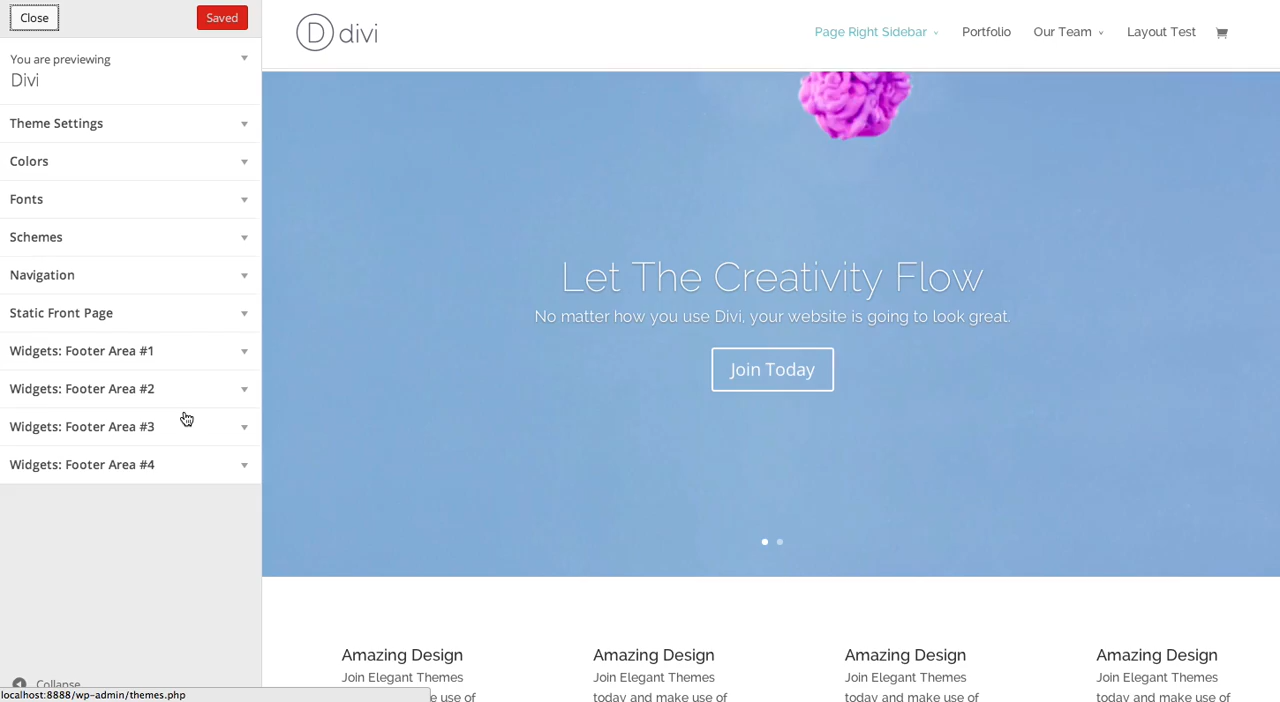 Close
Saved
You are previewing
Divi
Theme Settings
Colors
Fonts
Schemes
Navigation
Static Front Page
Widgets: Footer Area #1
Widgets: Footer Area #2
Widgets: Footer Area #3
Widgets: Footer Area #4
Collapse
localhost:8888/wp-admin/themes.php
D divi
Page Right Sidebar
Portfolio
Our Team
Layout Test
Let The Creativity Flow
No matter how you use Divi, your website is going to look great.
Join Today
Amazing Design
Join Elegant Themes
e use of
Amazing Design
Join Elegant Themes
today and make use of
Amazing Design
Join Elegant Themes
today and make use of
Amazing Design
Join Elegant Themes
today and make use of